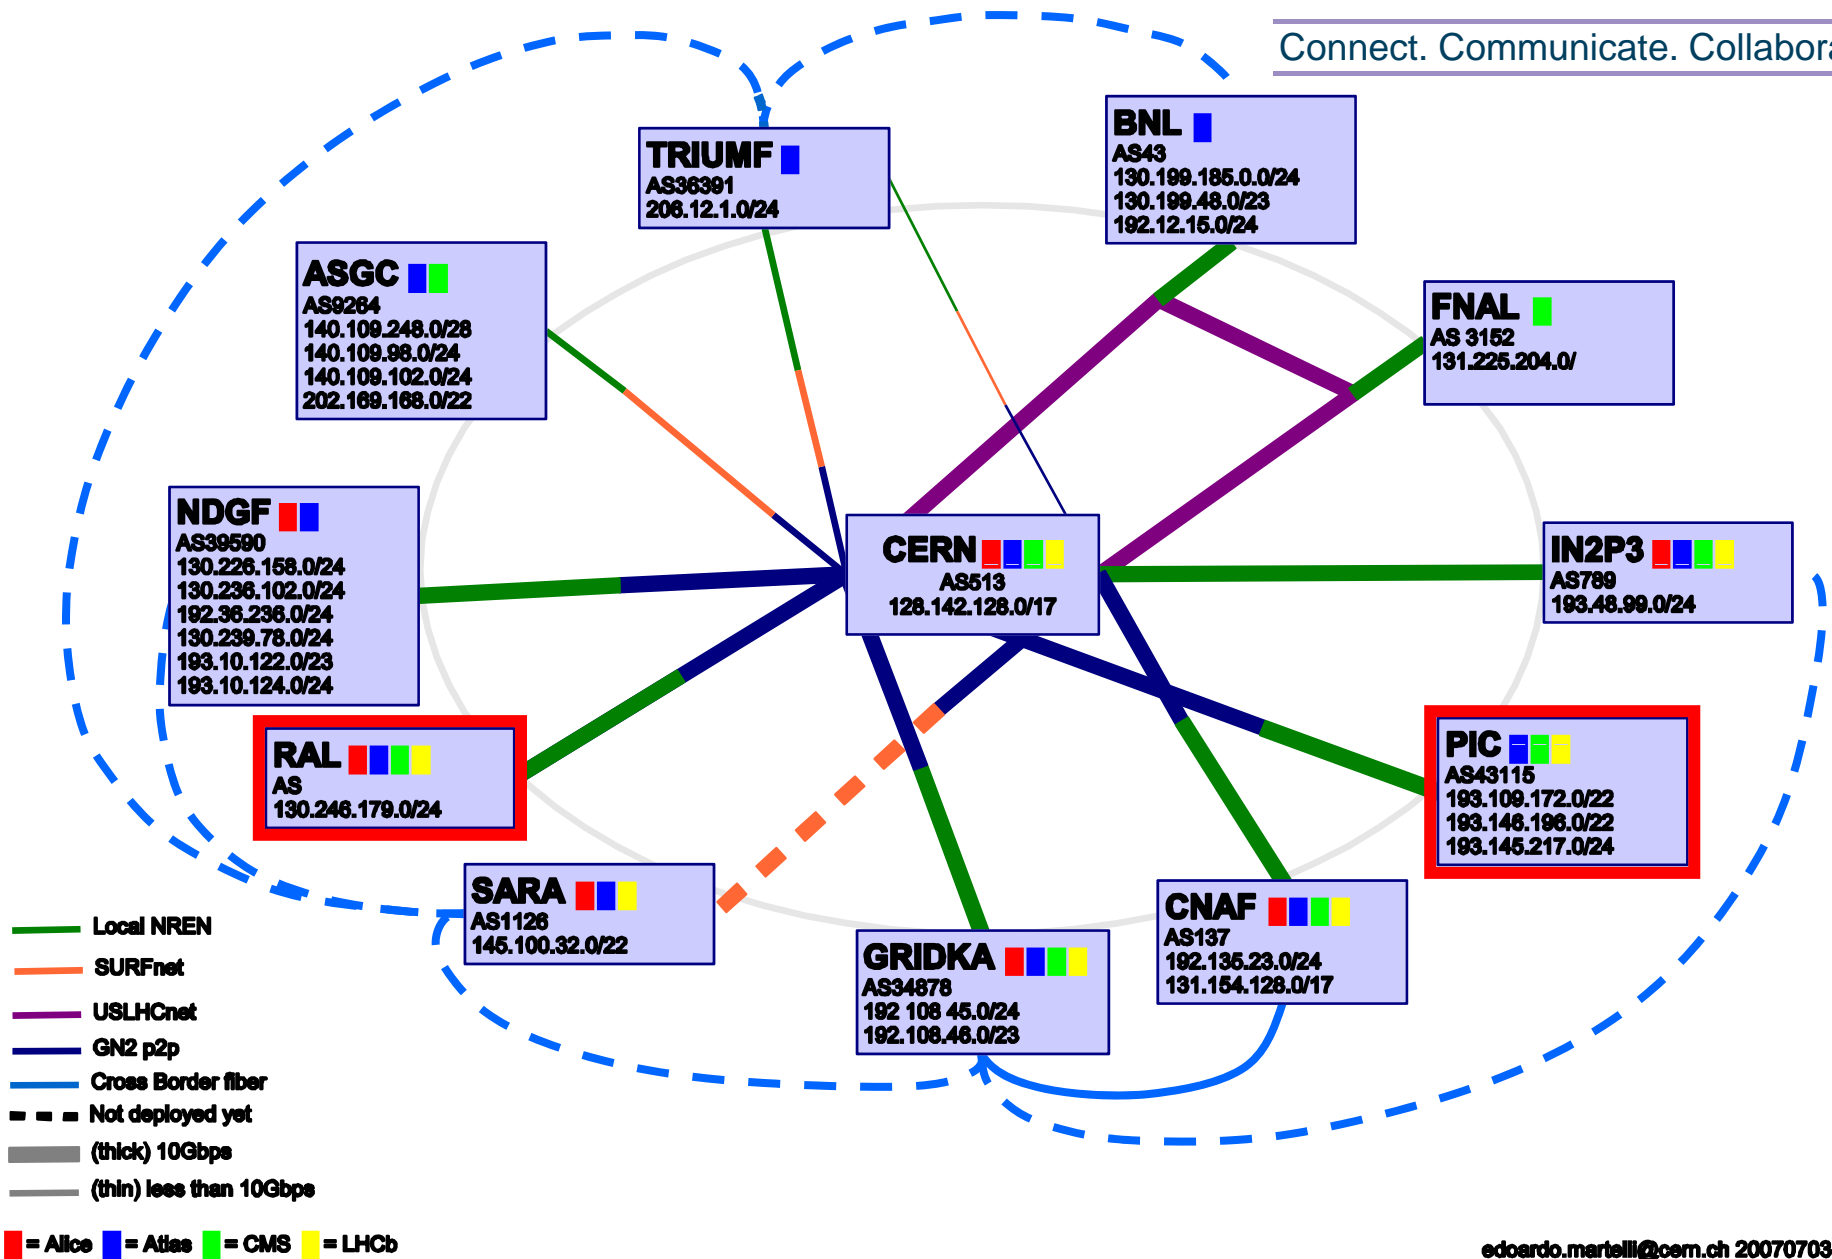 Connect. Communicate. Collabora
TRIUMF
AS36391
206.12.1.0/24
BNL
AS43
130.199.185.0.0/24
130.199.48.0/23
192.12.15.0/24
ASGC
AS9264
140.109.248.0/28
140.109.98.0/24
140.109.102.0/24
202.169.168.0/22
FNAL
AS 3152
131.225.204.0/
NDGF
AS39590
130.226.158.0/24
130.236.102.0/24
192.36.236.0/24
130.239.78.0/24
193.10.122.0/23
193.10.124.0/24
CERN
AS513
128.142.128.0/17
IN2P3
AS789
193.48.99.0/24
RAL
AS
130.246.179.0/24
PIC
AS43115
193.109.172.0/22
193.146.196.0/22
193.145.217.0/24
SARA
AS1126
145.100.32.0/22
GRIDKA
AS34878
192 108 45.0/24
192.108.46.0/23
CNAF
AS137
192.135.23.0/24
131.154.128.0/17
Local NREN
SURFnet
USLHCnet
GN2 p2p
Cross Border fiber
Not deployed yet
(thick) 10Gbps
(thin) less than 10Gbps
= Alice = Atlas = CMS = LHCb
edoardo.martelli@cern.ch 20070703